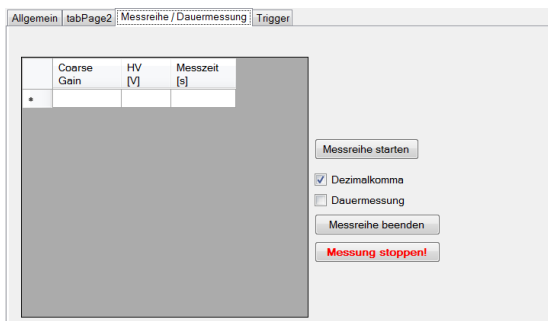 Allgemein tabPage2 Messreihe / Dauermessung Trigger
Coarse Gain HV [V] Messzeit [s]
*
Messreihe starten
Dezimalkomma
Dauermessung
Messreihe beenden
Messung stoppen!